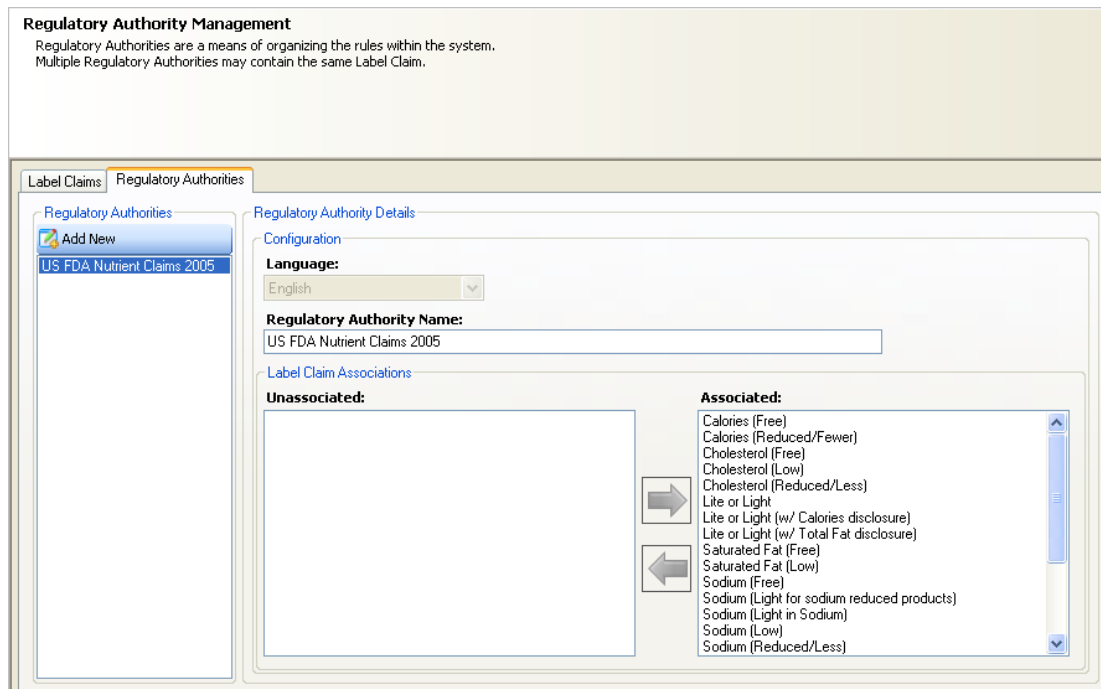 Regulatory Authority Management
Regulatory Authorities are a means of organizing the rules within the system.
Multiple Regulatory Authorities may contain the same Label Claim.
Label Claims
Regulatory Authorities
Regulatory Authorities
Add New
US FDA Nutrient Claims 2005
Regulatory Authority Details
Configuration
Language:
English
Regulatory Authority Name:
US FDA Nutrient Claims 2005
Label Claim Associations
Unassociated:
Associated:
Calories (Free)
Calories (Reduced/Fewer)
Cholesterol (Free)
Cholesterol (Low)
Cholesterol (Reduced/Less)
Lite or Light
Lite or Light (w/ Calories disclosure)
Lite or Light (w/ Total Fat disclosure)
Saturated Fat (Free)
Saturated Fat (Low)
Sodium (Free)
Sodium (Light for sodium reduced products)
Sodium (Light in Sodium)
Sodium (Low)
Sodium (Reduced/Less)